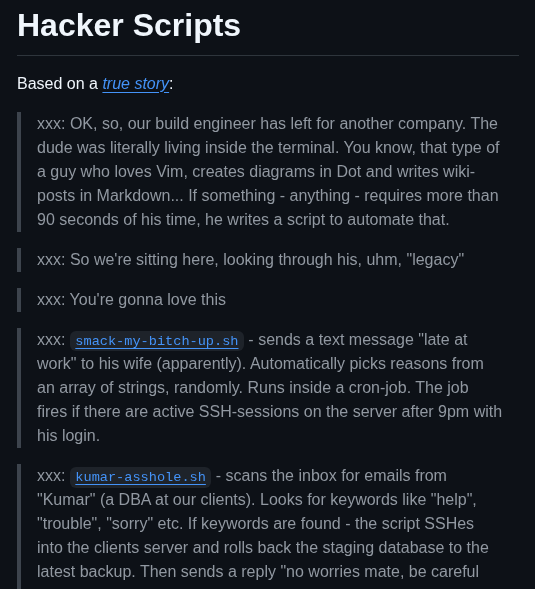 Hacker Scripts
Based on a true story:
xxx: OK, so, our build engineer has left for another company. The
dude was literally living inside the terminal. You know, that type of
a guy who loves Vim, creates diagrams in Dot and writes wiki-
posts in Markdown... If something - anything - requires more than
90 seconds of his time, he writes a script to automate that.
xxx: So we're sitting here, looking through his, uhm, "legacy"
xxx: You're gonna love this
xxx: smack-my-bitch-up.sh - sends a text message "late at
work" to his wife (apparently). Automatically picks reasons from
an array of strings, randomly. Runs inside a cron-job. The job
fires if there are active SSH-sessions on the server after 9pm with
his login.
xxx: kumar-asshole.sh - scans the inbox for emails from
"Kumar" (a DBA at our clients). Looks for keywords like "help",
"trouble", "sorry" etc. If keywords are found - the script SSHes
into the clients server and rolls back the staging database to the
latest backup. Then sends a reply "no worries mate, be careful